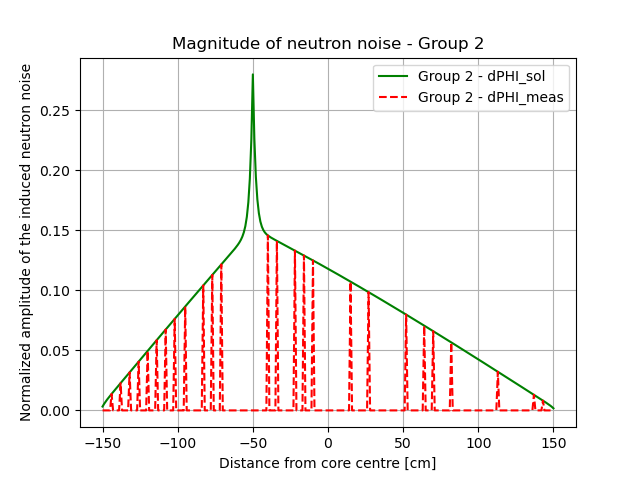 Magnitude of neutron noise - Group 2
Group 2 - dPHI_sol
Group 2 - dPHI_meas
Normalized amplitude of the induced neutron noise
0.25
0.20
0.15
0.10
0.05
0.00
−150 −100 −50 0 50 100 150
Distance from core centre [cm]